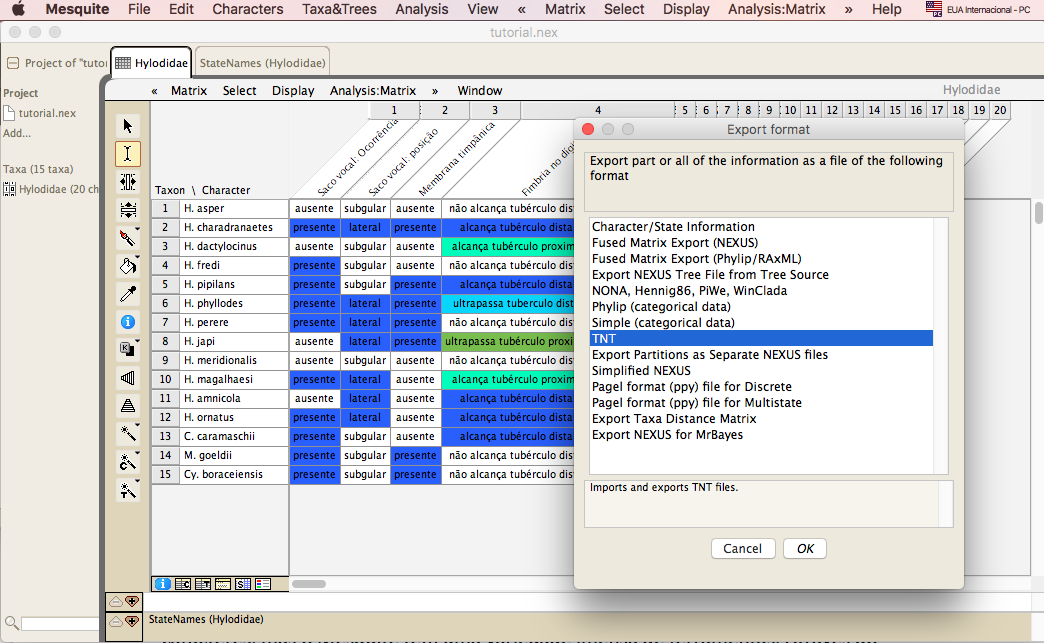 Mesquite File Edit Characters Taxa&Trees Analysis View « Matrix Select Display Analysis:Matrix » Help EUA Internacional - PC
tutorial.nex
Project of "tutor
Hylodidae
StateNames (Hylodidae)
« Matrix Select Display Analysis:Matrix » Window
Hylodidae
Project
tutorial.nex
Add...
Taxa (15 taxa)
Hylodidae (20 ch
1 2 3 4 5 6 7 8 9 10 11 12 13 14 15 16 17 18 19 20
Saco vocal: Ocorrência
Saco vocal: posição
Membrana timpânica
Fimbria no digi
Taxon \ Character
1 H. asper ausente subgular ausente não alcança tubérculo dis
2 H. charadranaetes presente lateral presente alcança tubérculo dista
3 H. dactylocinus ausente subgular ausente alcança tubérculo proxim
4 H. fredi presente subgular ausente não alcança tubérculo dis
5 H. pipilans presente subgular presente alcança tubérculo dista
6 H. phyllodes presente lateral presente ultrapassa tuberculo dist
7 H. perere presente lateral presente não alcança tubérculo dis
8 H. japi ausente lateral presente ultrapassa tubérculo proxi
9 H. meridionalis ausente subgular ausente não alcança tubérculo dis
10 H. magalhaesi presente lateral ausente alcança tubérculo proxim
11 H. amnicola ausente lateral ausente alcança tubérculo dista
12 H. ornatus presente lateral ausente alcança tubérculo dista
13 C. caramaschii presente subgular ausente alcança tubérculo dista
14 M. goeldii presente subgular presente não alcança tubérculo dis
15 Cy. boraceiensis presente subgular presente não alcança tubérculo dis
StateNames (Hylodidae)
Export format
Export part or all of the information as a file of the following
format
Character/State Information
Fused Matrix Export (NEXUS)
Fused Matrix Export (Phylip/RAxML)
Export NEXUS Tree File from Tree Source
NONA, Hennig86, PiWe, WinClada
Phylip (categorical data)
Simple (categorical data)
TNT
Export Partitions as Separate NEXUS files
Simplified NEXUS
Pagel format (ppy) file for Discrete
Pagel format (ppy) file for Multistate
Export Taxa Distance Matrix
Export NEXUS for MrBayes
Imports and exports TNT files.
Cancel
OK